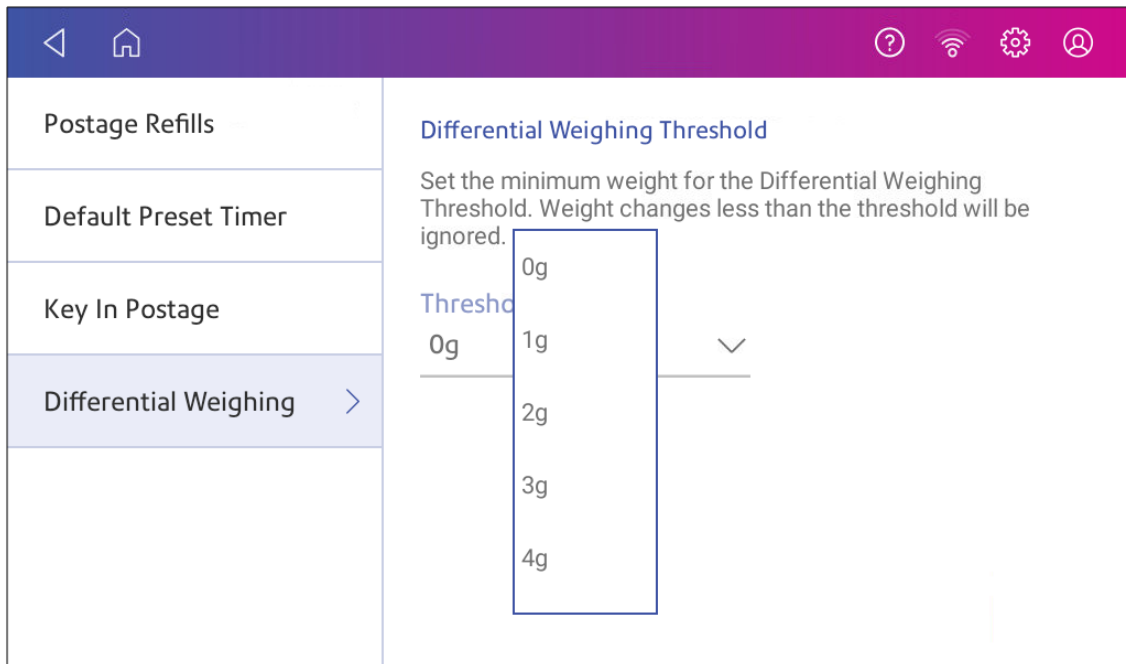 Postage Refills
Default Preset Timer
Key In Postage
Differential Weighing
Differential Weighing Threshold
Set the minimum weight for the Differential Weighing
Threshold. Weight changes less than the threshold will be
ignored.
Thresho
0g
0g
1g
2g
3g
4g